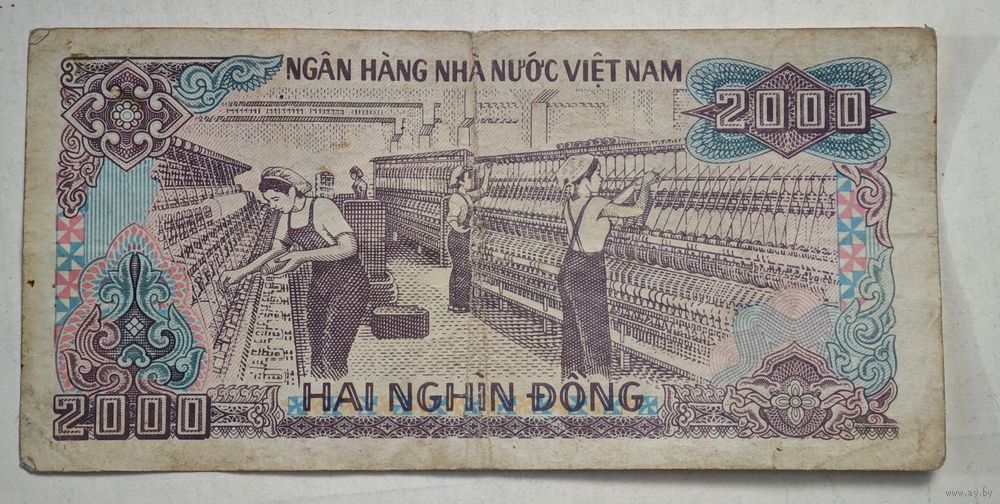 NGÂN HÀNG NHÀ NƯỚC VIỆT NAM
2000
HAI NGHÌN ĐỒNG
2000
www.ay.by